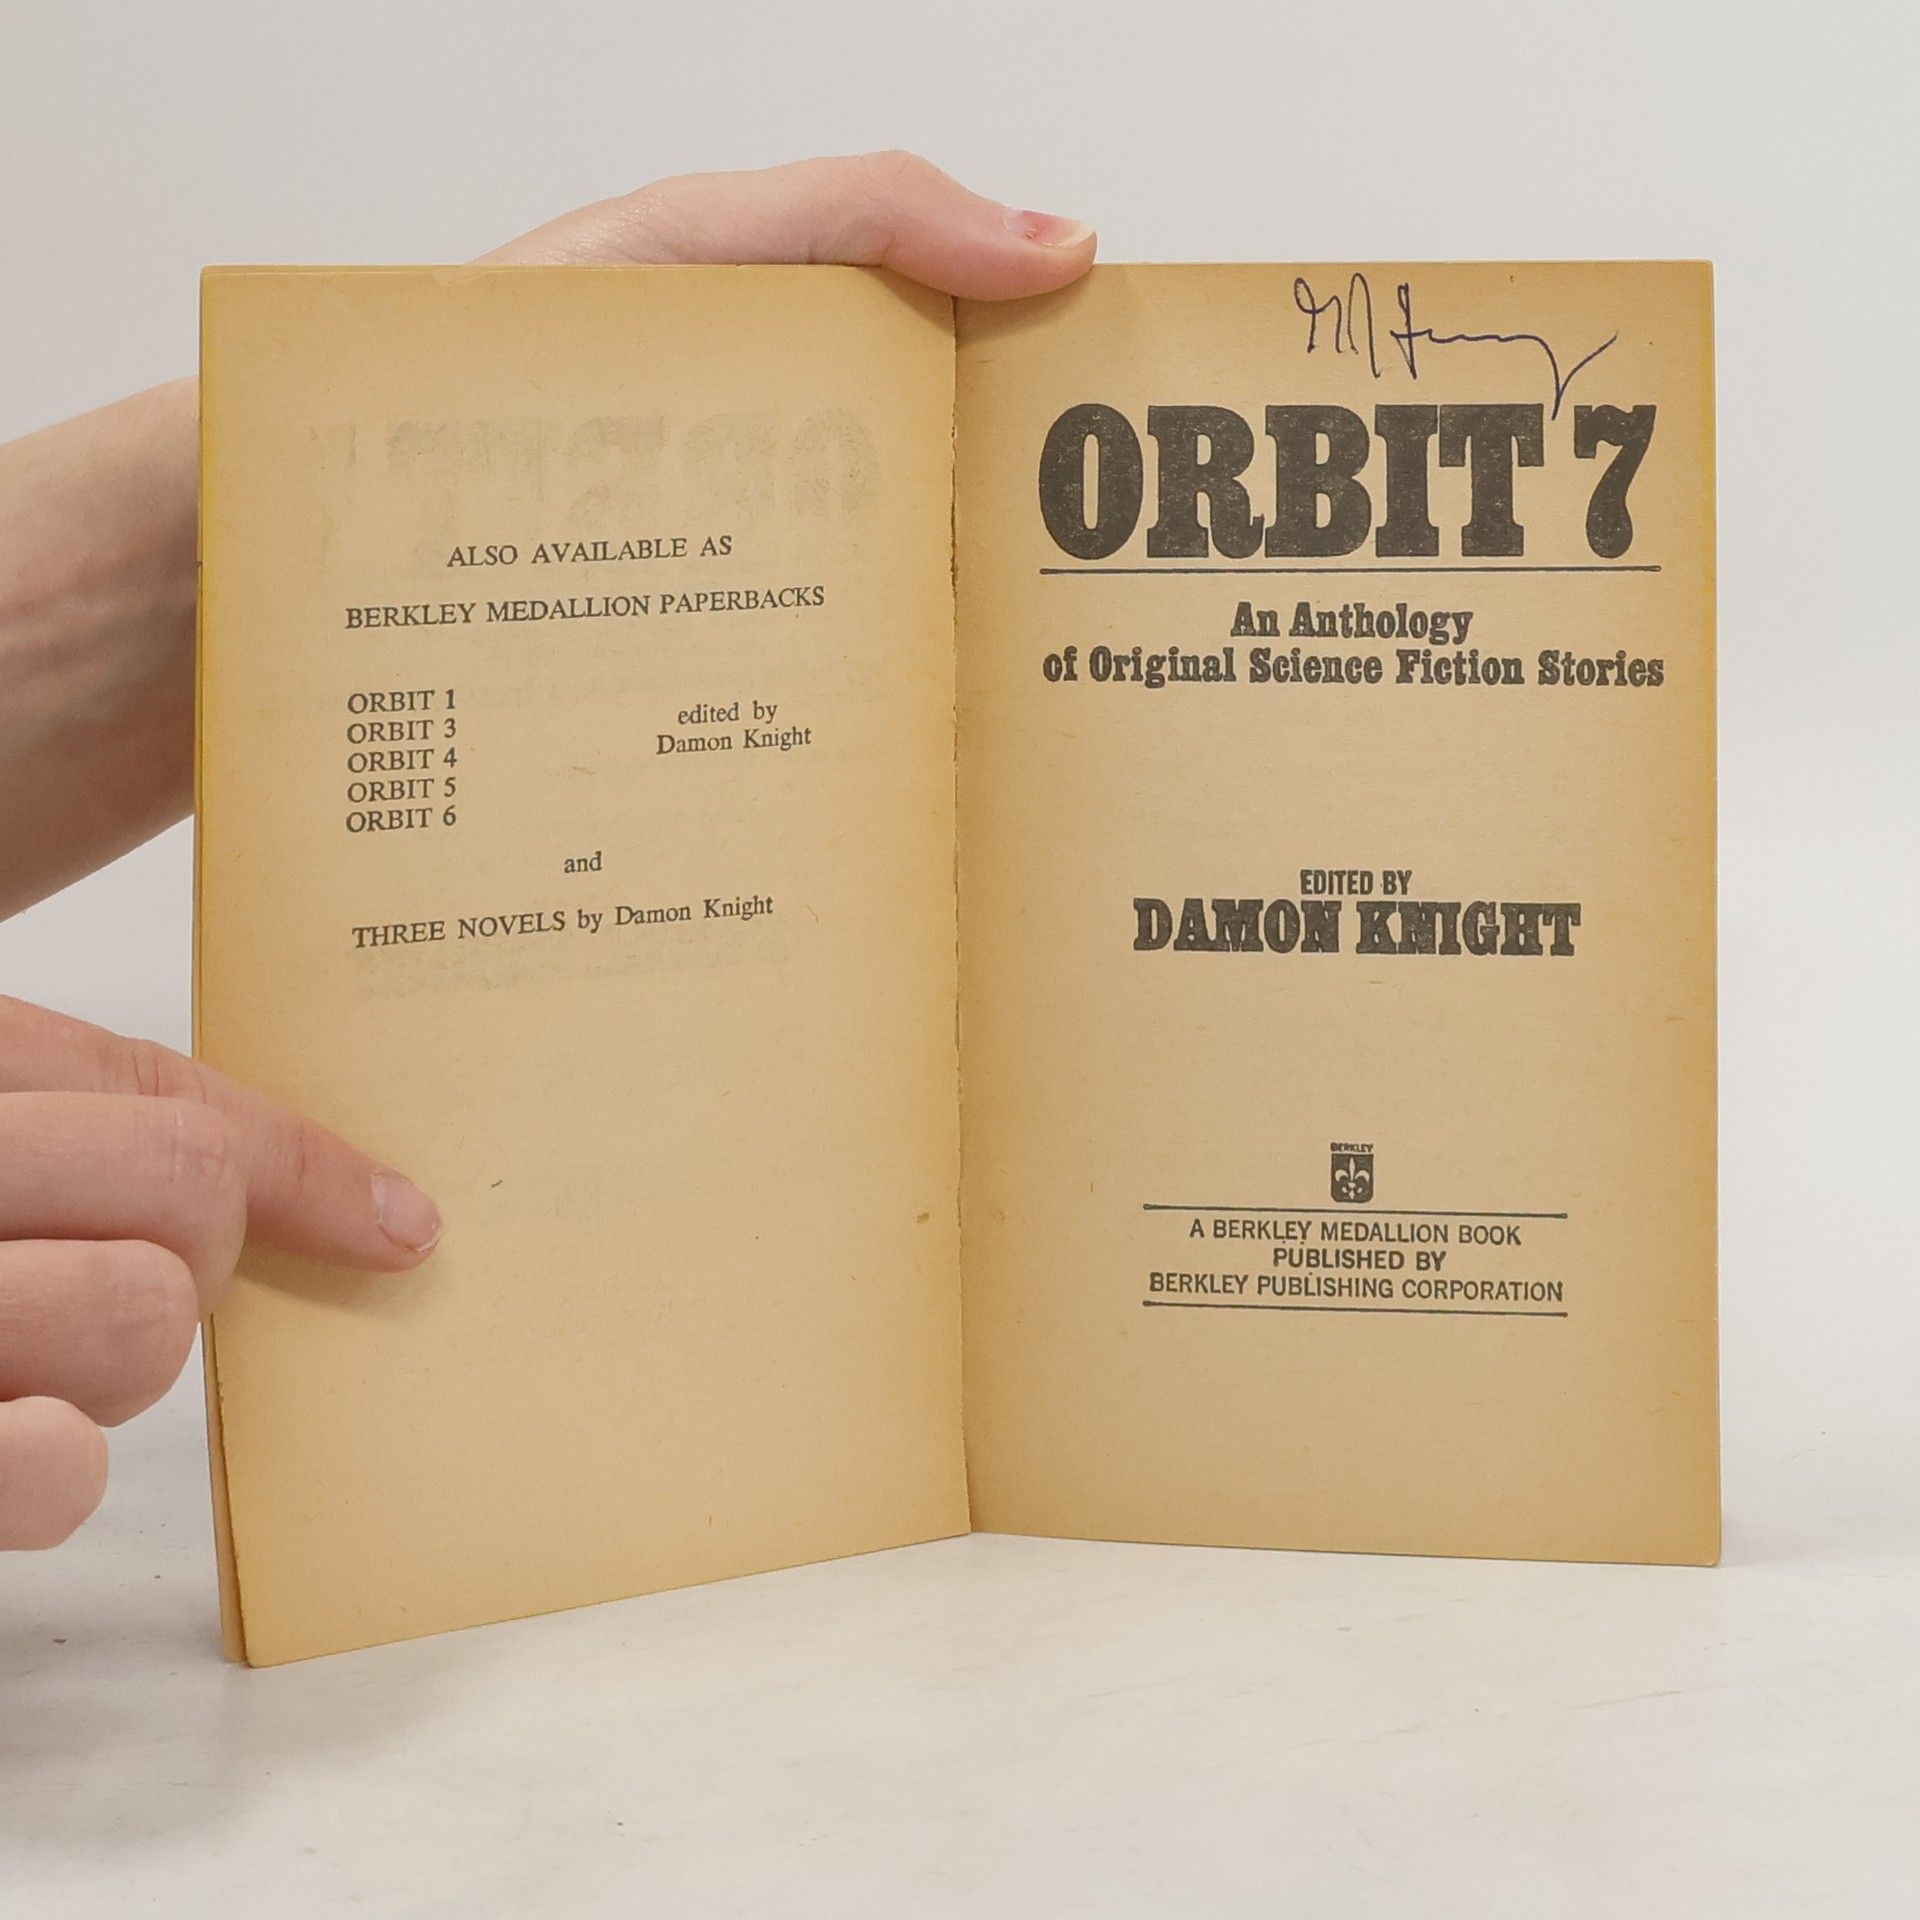 ALSO AVAILABLE AS
BERKLEY MEDALLION PAPERBACKS
ORBIT 1
ORBIT 3
ORBIT 4
ORBIT 5
ORBIT 6
edited by
Damon Knight
and
THREE NOVELS by Damon Knight
ORBIT 7
An Anthology
of Original Science Fiction Stories
EDITED BY
DAMON KNIGHT
BERKLEY
A BERKLEY MEDALLION BOOK
PUBLISHED BY
BERKLEY PUBLISHING CORPORATION